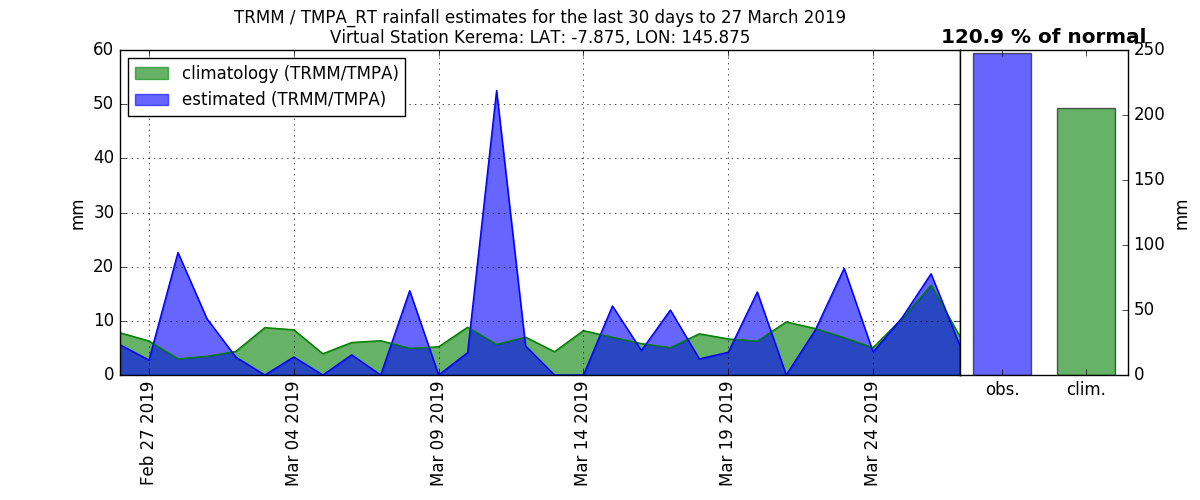 TRMM / TMPA_RT rainfall estimates for the last 30 days to 27 March 2019
Virtual Station Kerema: LAT: -7.875, LON: 145.875
120.9 % of normal
climatology (TRMM/TMPA)
estimated (TRMM/TMPA)
60
50
40
30
20
10
0
mm
250
200
150
100
50
0
mm
Feb 27 2019
Mar 04 2019
Mar 09 2019
Mar 14 2019
Mar 19 2019
Mar 24 2019
obs.
clim.